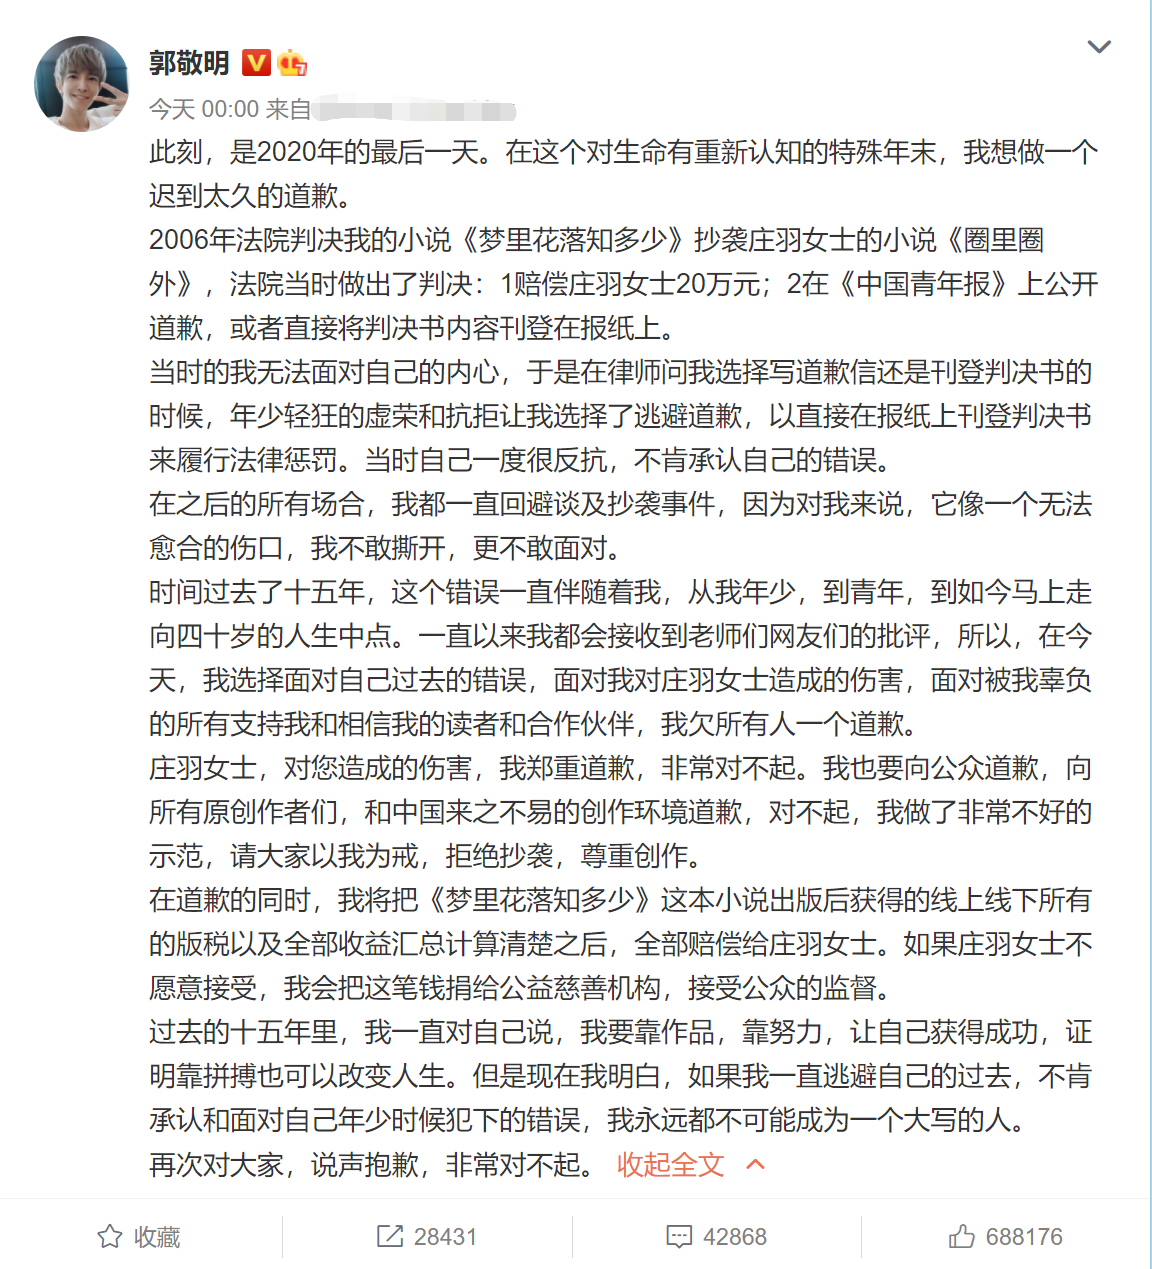 郭敬明
今天 00:00 来自
此刻，是2020年的最后一天。在这个对生命有重新认知的特殊年末，我想做一个
迟到太久的道歉。
2006年法院判决我的小说《梦里花落知多少》抄袭庄羽女士的小说《圈里圈
外》，法院当时做出了判决：1赔偿庄羽女士20万元；2在《中国青年报》上公开
道歉，或者直接将判决书内容刊登在报纸上。
当时的我无法面对自己的内心，于是在律师问我选择写道歉信还是刊登判决书的
时候，年少轻狂的虚荣和抗拒让我选择了逃避道歉，以直接在报纸上刊登判决书
来履行法律惩罚。当时自己一度很反抗，不肯承认自己的错误。
在之后的所有场合，我都一直回避谈及抄袭事件，因为对我来说，它像一个无法
愈合的伤口，我不敢撕开，更不敢面对。
时间过去了十五年，这个错误一直伴随着我，从我年少，到青年，到如今马上走
向四十岁的人生中点。一直以来我都会接收到老师们网友们的批评，所以，在今
天，我选择面对自己过去的错误，面对我对庄羽女士造成的伤害，面对被我辜负
的所有支持我和相信我的读者和合作伙伴，我欠所有人一个道歉。
庄羽女士，对您造成的伤害，我郑重道歉，非常对不起。我也要向公众道歉，向
所有原创作者们，和中国来之不易的创作环境道歉，对不起，我做了非常不好的
示范，请大家以我为戒，拒绝抄袭，尊重创作。
在道歉的同时，我将把《梦里花落知多少》这本小说出版后获得的线上线下所有
的版税以及全部收益汇总计算清楚之后，全部赔偿给庄羽女士。如果庄羽女士不
愿意接受，我会把这笔钱捐给公益慈善机构，接受公众的监督。
过去的十五年里，我一直对自己说，我要靠作品，靠努力，让自己获得成功，证
明靠拼搏也可以改变人生。但是现在我明白，如果我一直逃避自己的过去，不肯
承认和面对自己年少时候犯下的错误，我永远都不可能成为一个大写的人。
再次对大家，说声抱歉，非常对不起。 收起全文
收藏 28431 42868 688176